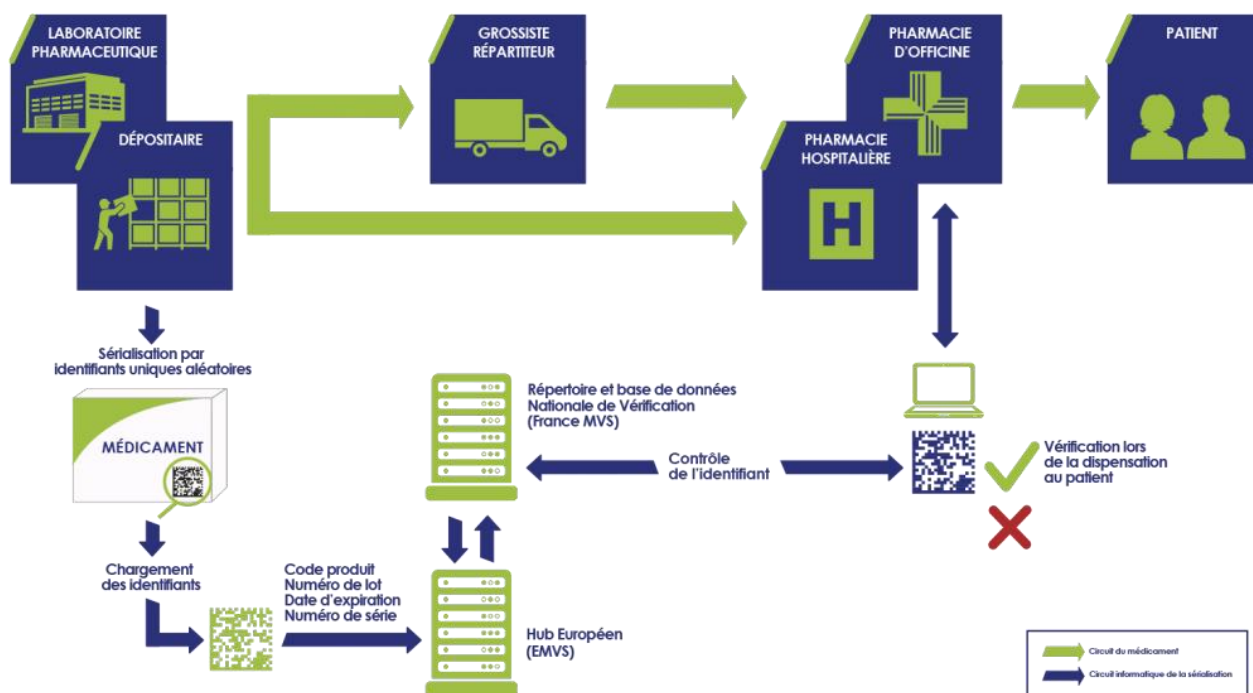 LABORATOIRE
PHARMACEUTIQUE
DÉPOSITAIRE
GROSSISTE
RÉPARTITEUR
PHARMACIE
D'OFFICINE
PHARMACIE
HOSPITALIÈRE
H
PATIENT
Sérialisation par
identifiants uniques aléatoires
MÉDICAMENT
Chargement
des identifiants
Code produit
Numéro de lot
Date d'expiration
Numéro de série
Répertoire et base de données
Nationale de Vérification
(France MVS)
Hub Européen
(EMVS)
Contrôle
de l'identifiant
Vérification lors
de la dispensation
au patient
Circuit du médicament
Circuit informatique de la sérialisation